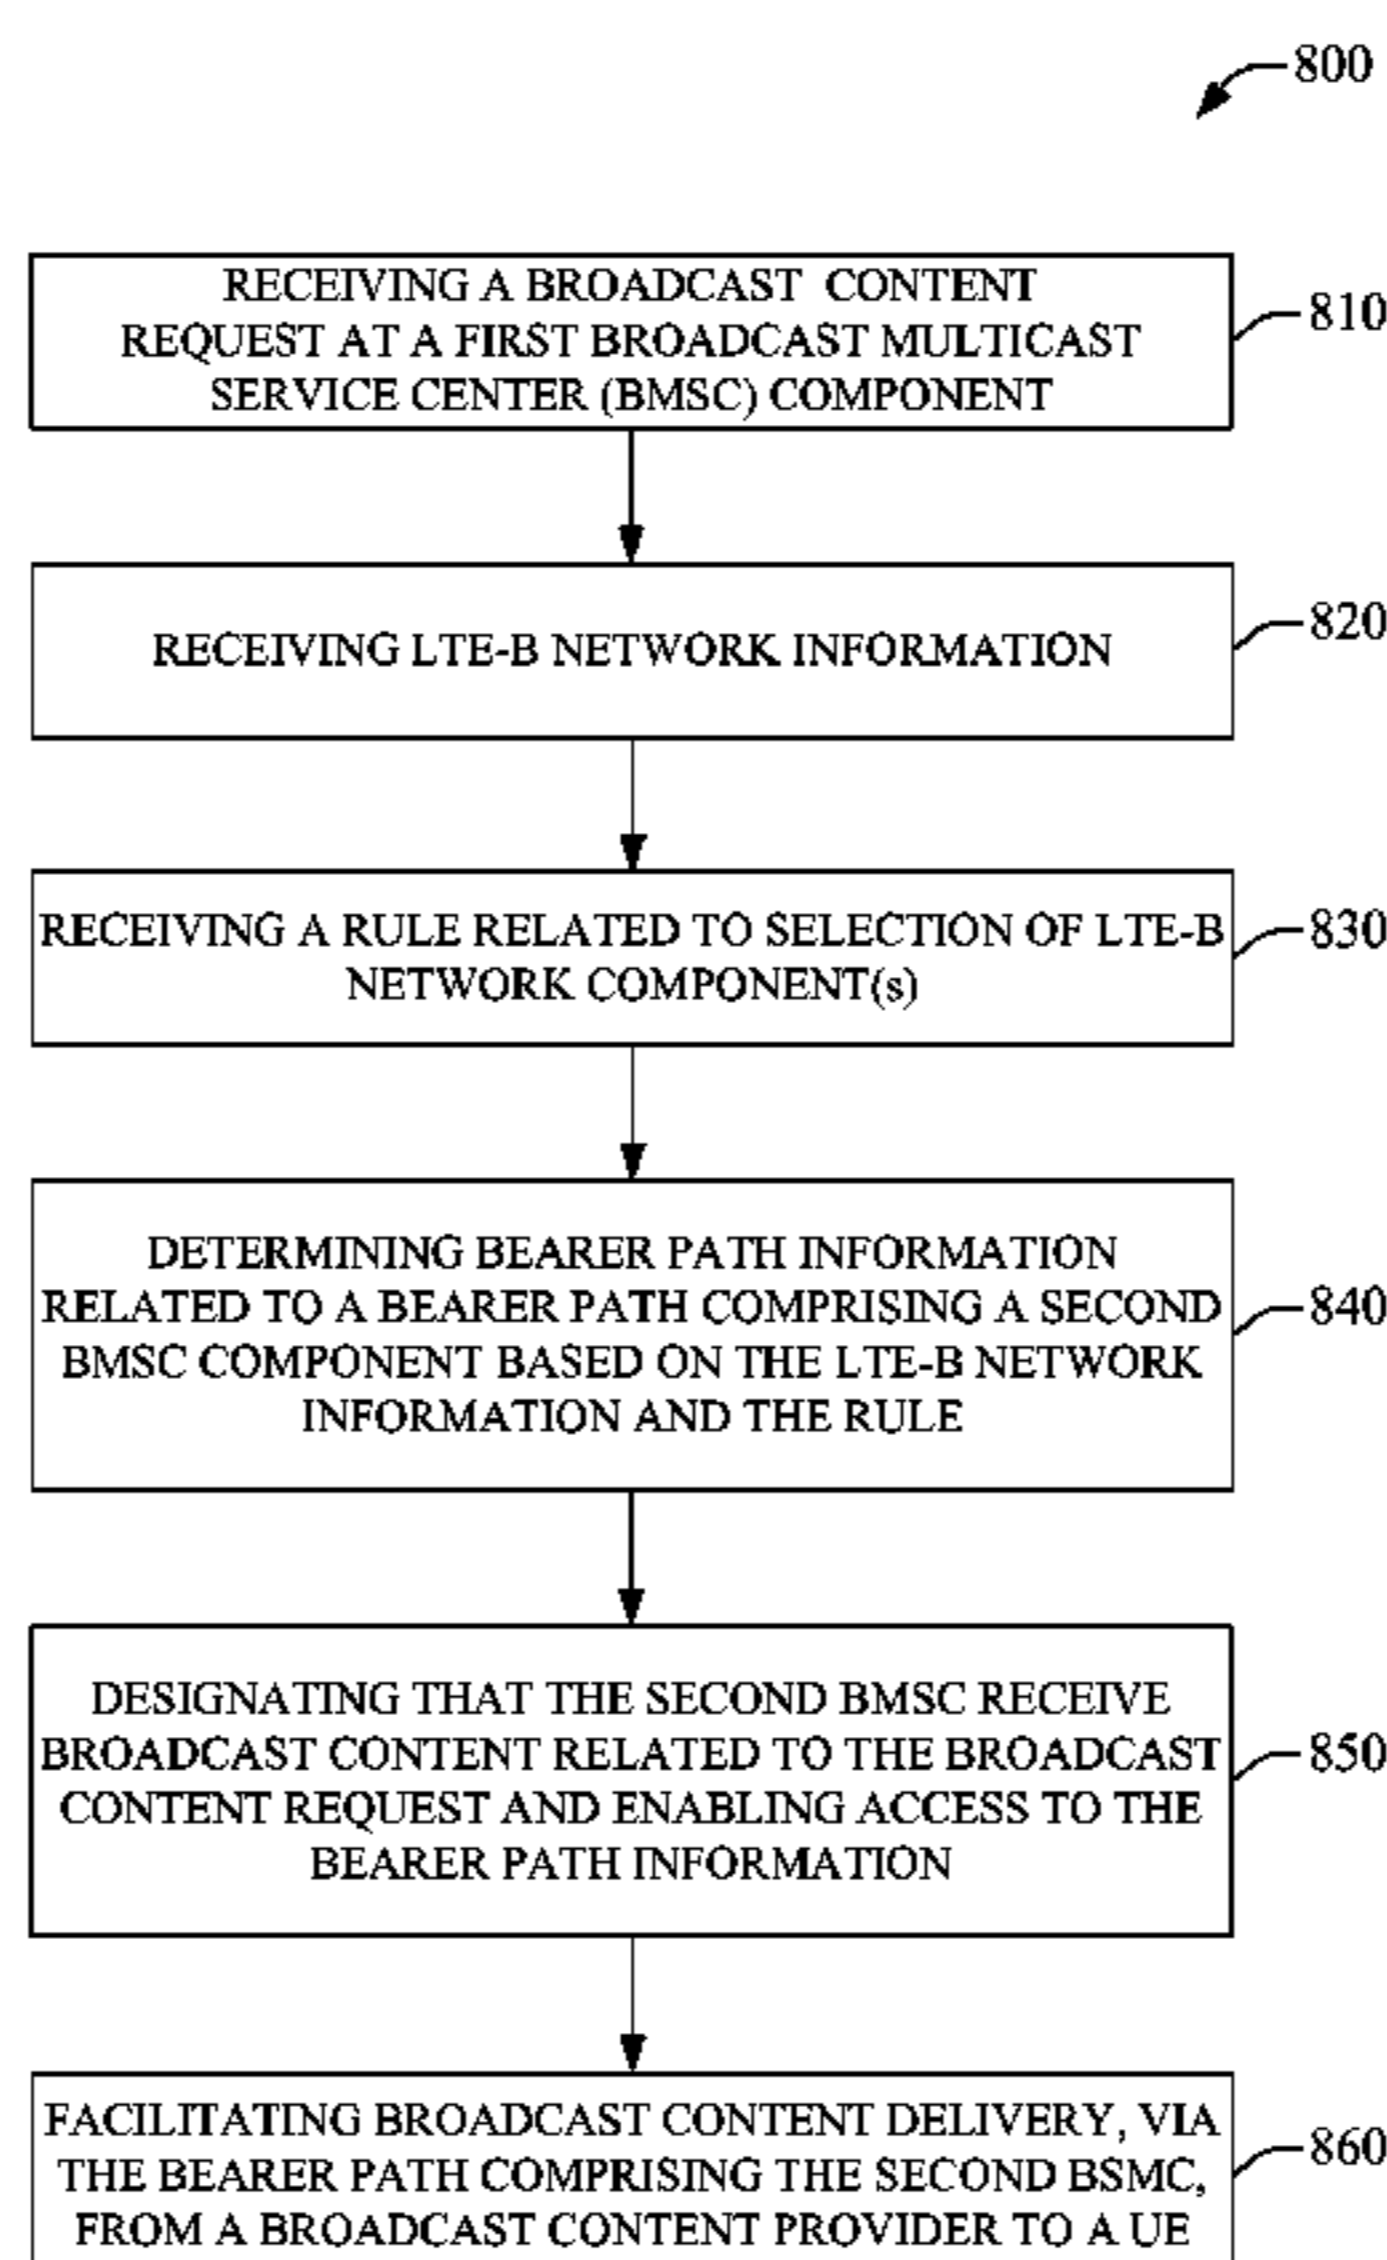 800
RECEIVING A BROADCAST CONTENT
REQUEST AT A FIRST BROADCAST MULTICAST
SERVICE CENTER (BMSC) COMPONENT
810
RECEIVING LTE-B NETWORK INFORMATION
820
RECEIVING A RULE RELATED TO SELECTION OF LTE-B
NETWORK COMPONENT(s)
830
DETERMINING BEARER PATH INFORMATION
RELATED TO A BEARER PATH COMPRISING A SECOND
BMSC COMPONENT BASED ON THE LTE-B NETWORK
INFORMATION AND THE RULE
840
DESIGNATING THAT THE SECOND BMSC RECEIVE
BROADCAST CONTENT RELATED TO THE BROADCAST
CONTENT REQUEST AND ENABLING ACCESS TO THE
BEARER PATH INFORMATION
850
FACILITATING BROADCAST CONTENT DELIVERY, VIA
THE BEARER PATH COMPRISING THE SECOND BSMC,
FROM A BROADCAST CONTENT PROVIDER TO A UE
860